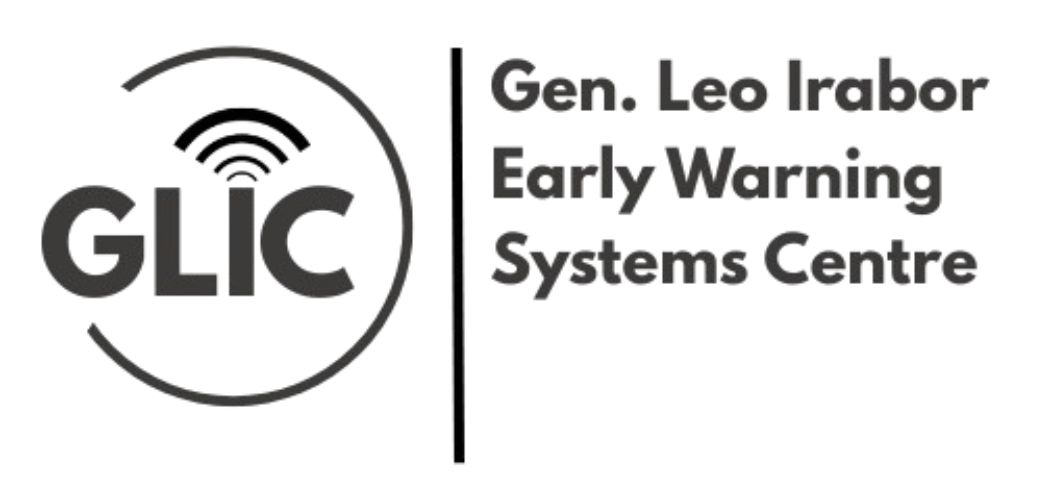 GLIC
Gen. Leo Irabor
Early Warning
Systems Centre